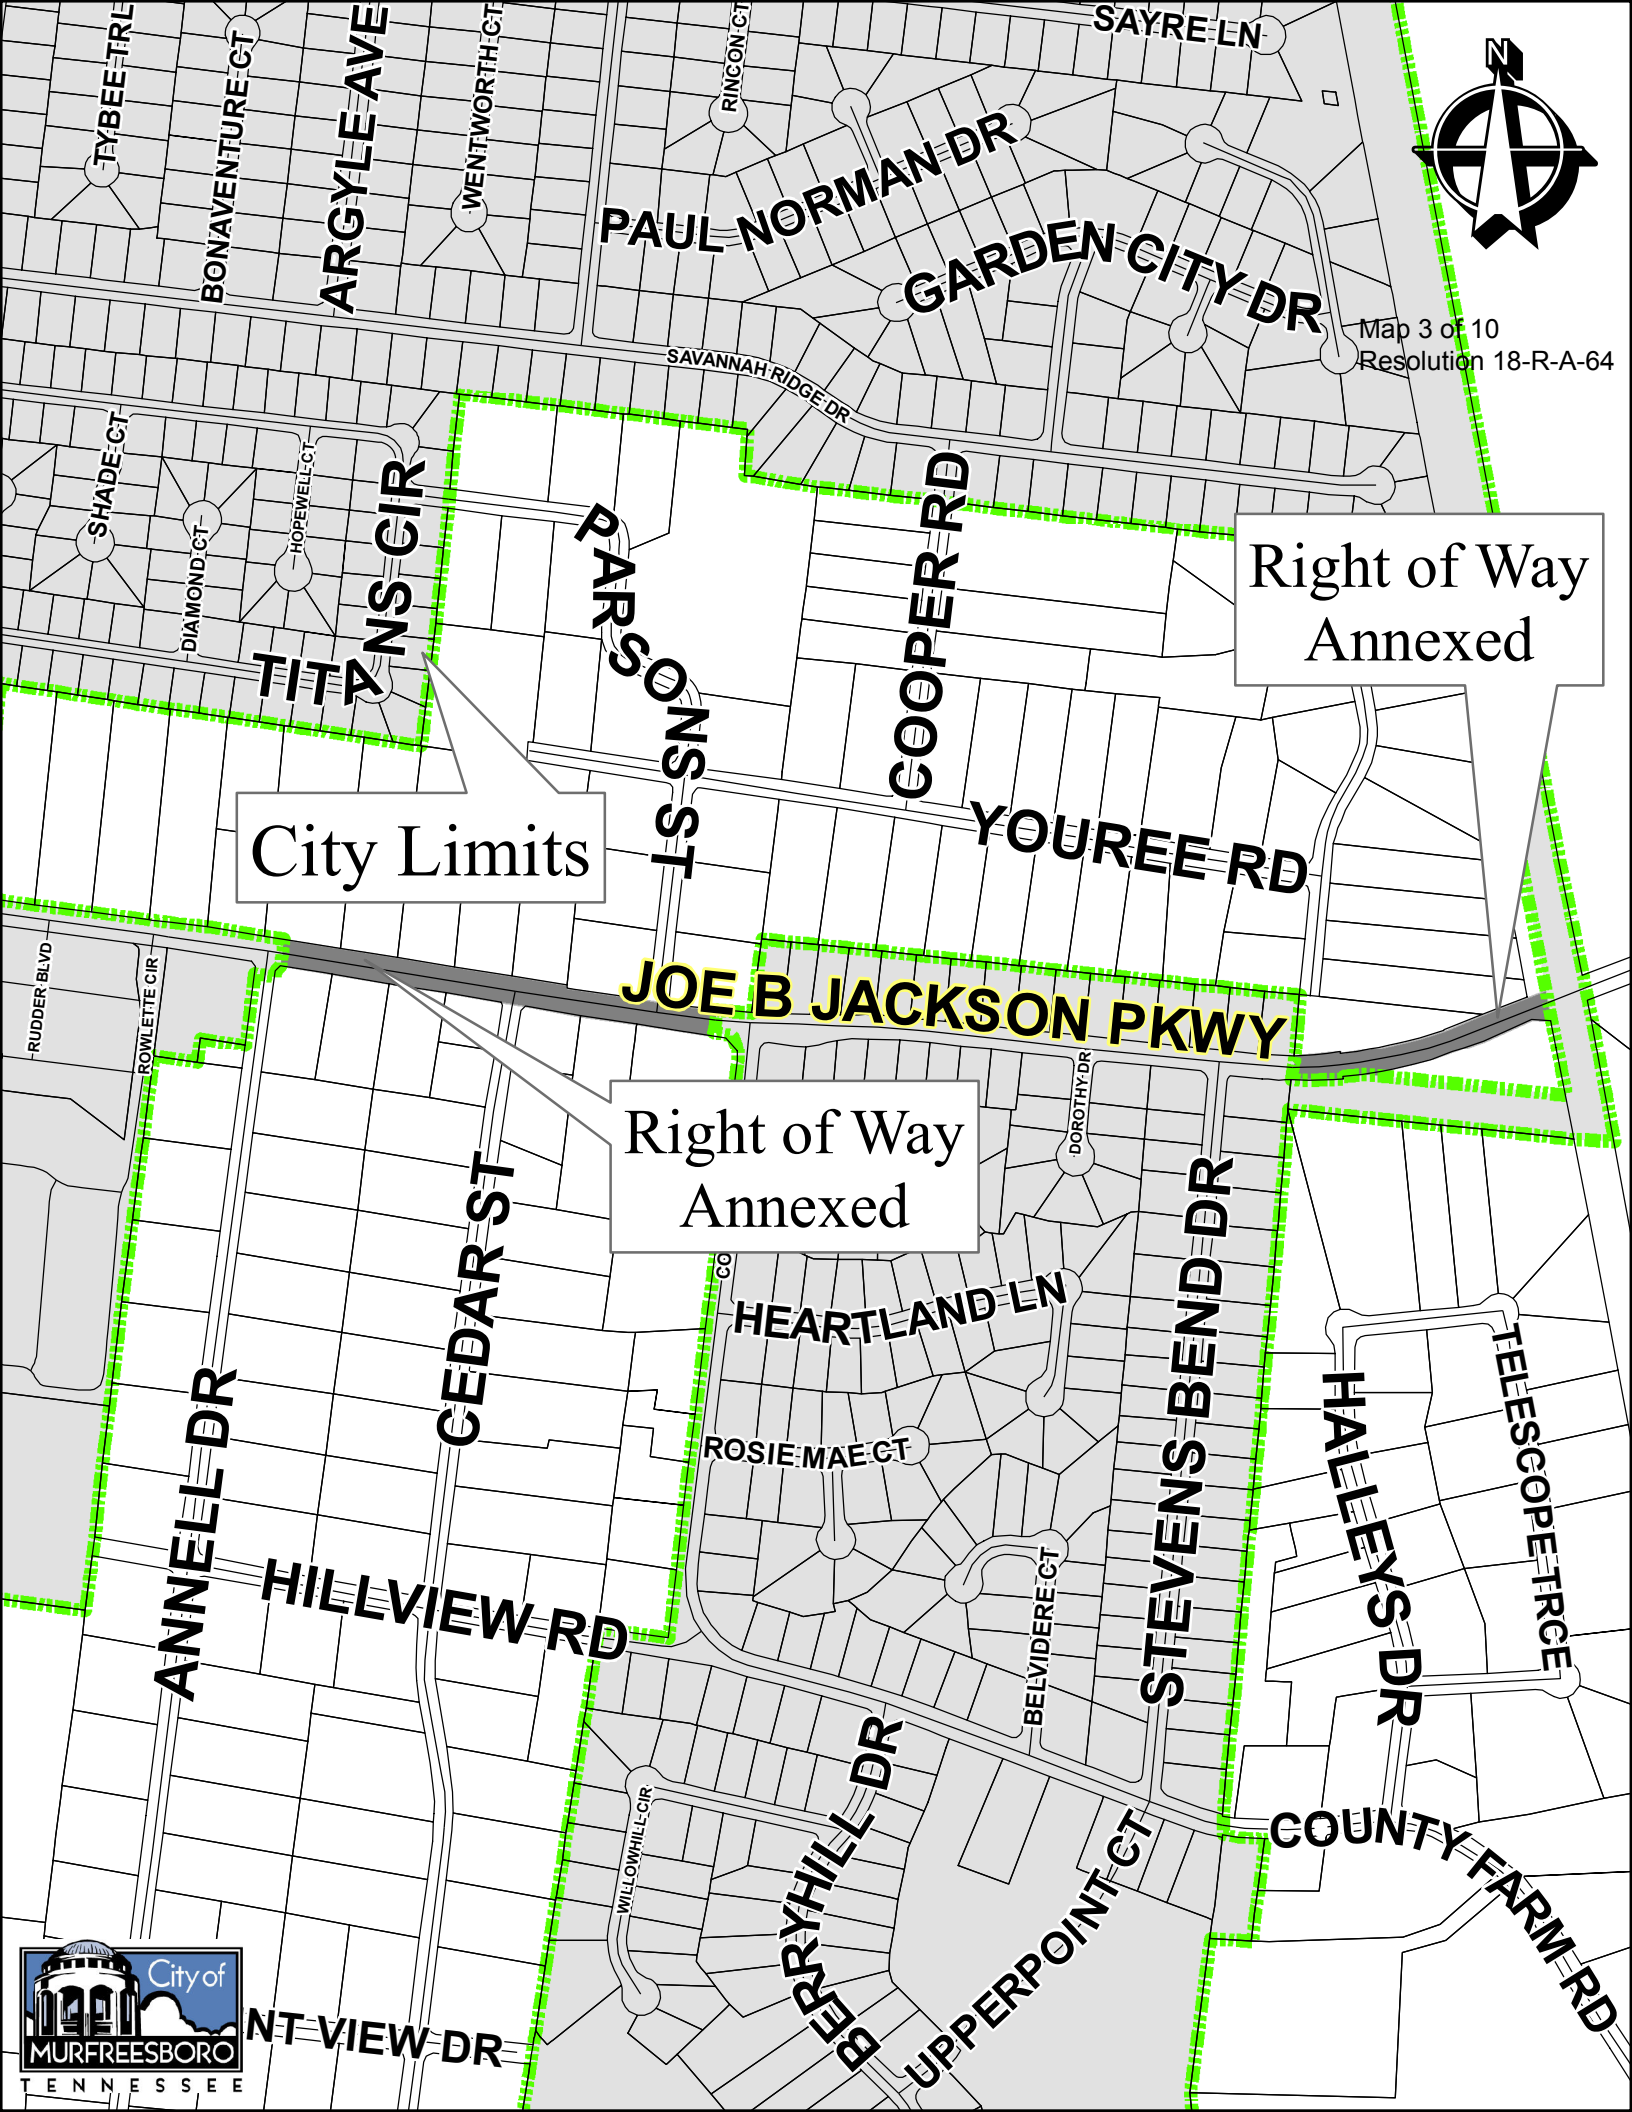 SAYRE LN
TYBEE TRL
BONAVENTURE CT
ARGYLE AVE
WENTWORTH CT
RINCON CT
N
PAUL NORMAN DR
GARDEN CITY DR
Map 3 of 10
Resolution 18-R-A-64
SAVANNAH RIDGE DR
SHADE CT
HOPEWELL CT
DIAMOND CT
TITANS CIR
PARSONS ST
COOPER RD
Right of Way
Annexed
YOUREE RD
City Limits
RUDDER BLVD
ROWLETTE CIR
JOE B JACKSON PKWY
DOROTHY DR
Right of Way
Annexed
CO
CEDAR ST
HEARTLAND LN
STEVENS BEND DR
ANNELL DR
ROSIE MAE CT
HALLEYS DR
TELESCOPE TRCE
HILLVIEW RD
BELVIDERE CT
WILLOWHILL CIR
BERRYHILL DR
UPPERPOINT CT
COUNTY FARM RD
City of
MURFREESBORO
TENNESSEE
NT VIEW DR